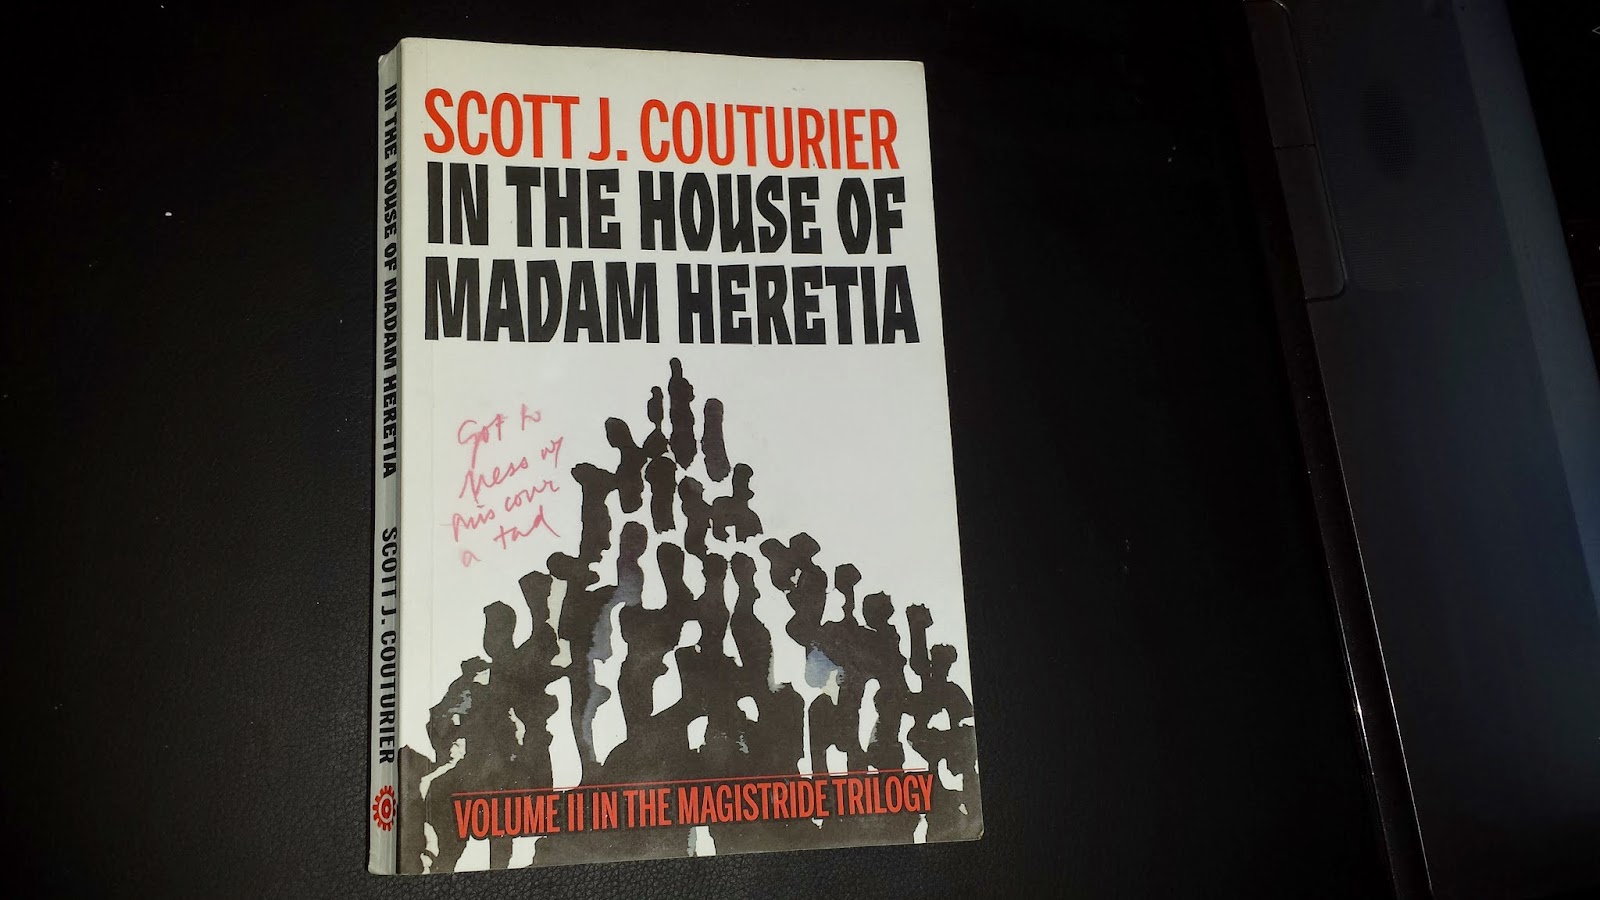 SCOTT J. COUTURIER
IN THE HOUSE OF
MADAM HERETIA
Got to
mess w/
this cover
a tad
VOLUME II IN THE MAGISTRIDE TRILOGY
IN THE HOUSE OF MADAM HERETIA SCOTT J. COUTURIER